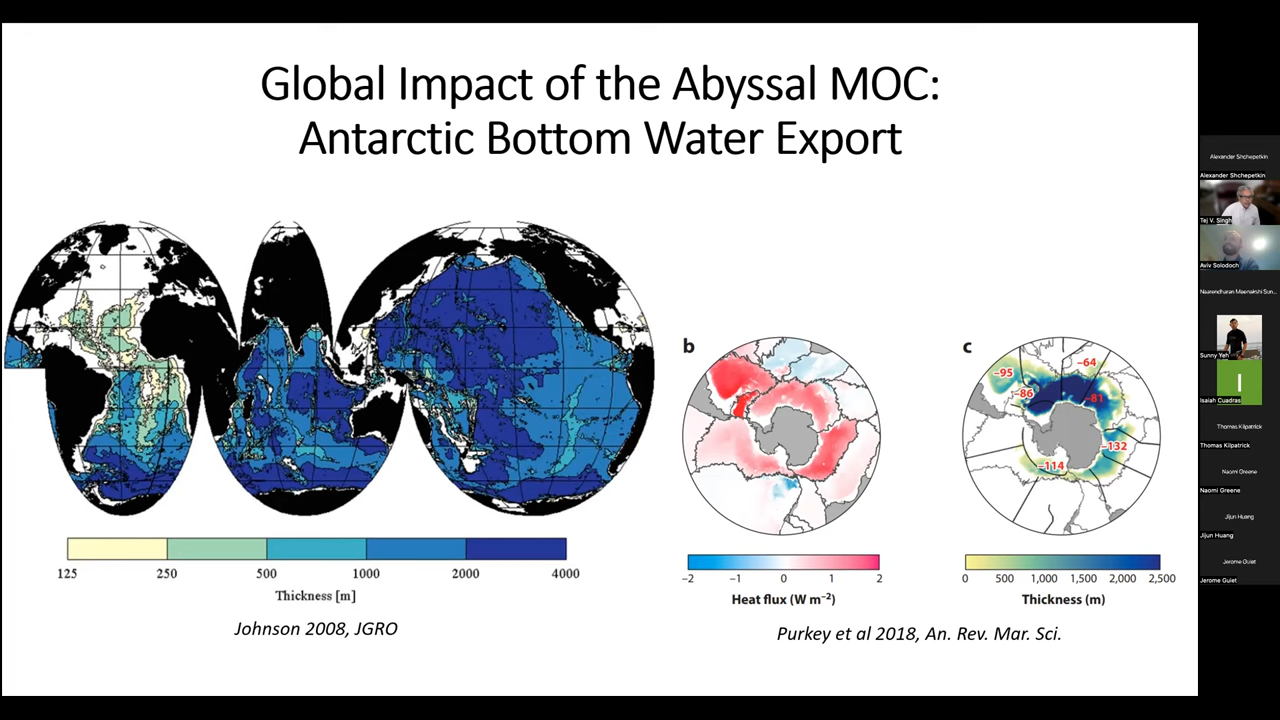 Global Impact of the Abyssal MOC:
Antarctic Bottom Water Export
125 250 500 1000 2000 4000
Thickness [m]
Johnson 2008, JGRO
b
−2 −1 0 1 2
Heat flux (W m⁻²)
c
−64
−95
−86
−81
−132
−114
0 500 1,000 1,500 2,000 2,500
Thickness (m)
Purkey et al 2018, An. Rev. Mar. Sci.
Alexander Shchepetkin
Alexander Shchepetkin
Tej V. Singh
Aviv Solodoch
Naarendharan Meenakshi Sun...
Sunny Yeh
I
Isaiah Cuadras
Thomas Kilpatrick
Thomas Kilpatrick
Naomi Greene
Naomi Greene
Jijun Huang
Jijun Huang
Jerome Guiet
Jerome Guiet